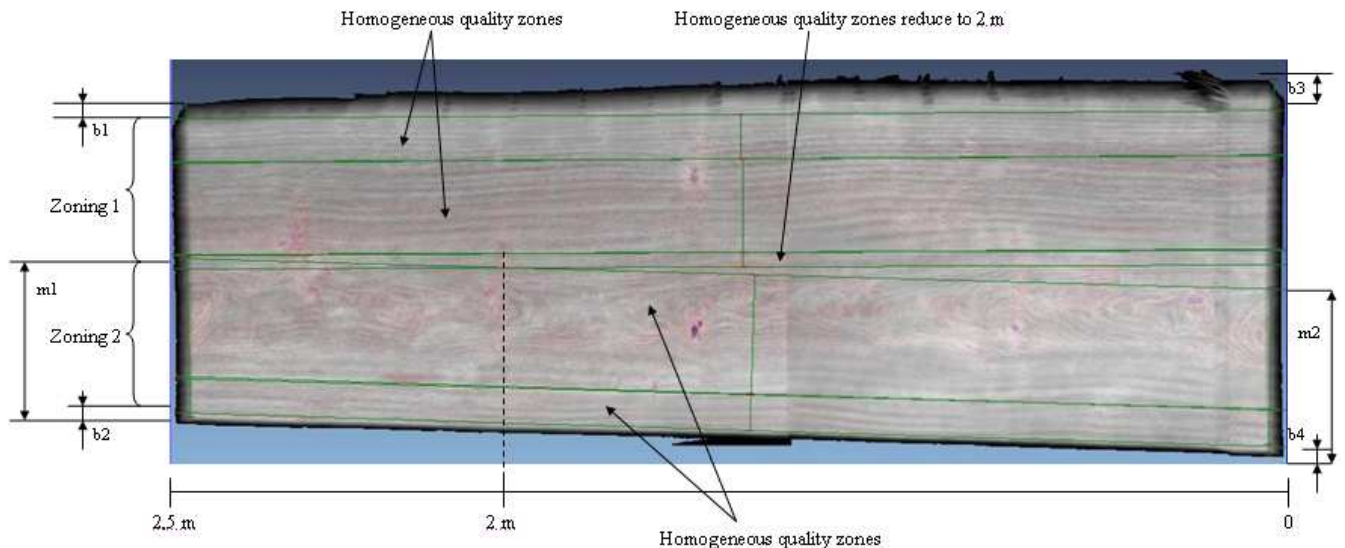 Homogeneous quality zones
Homogeneous quality zones reduce to 2 m
b3
b1
Zoning 1
m1
Zoning 2
m2
b2
b4
2.5 m
2 m
0
Homogeneous quality zones